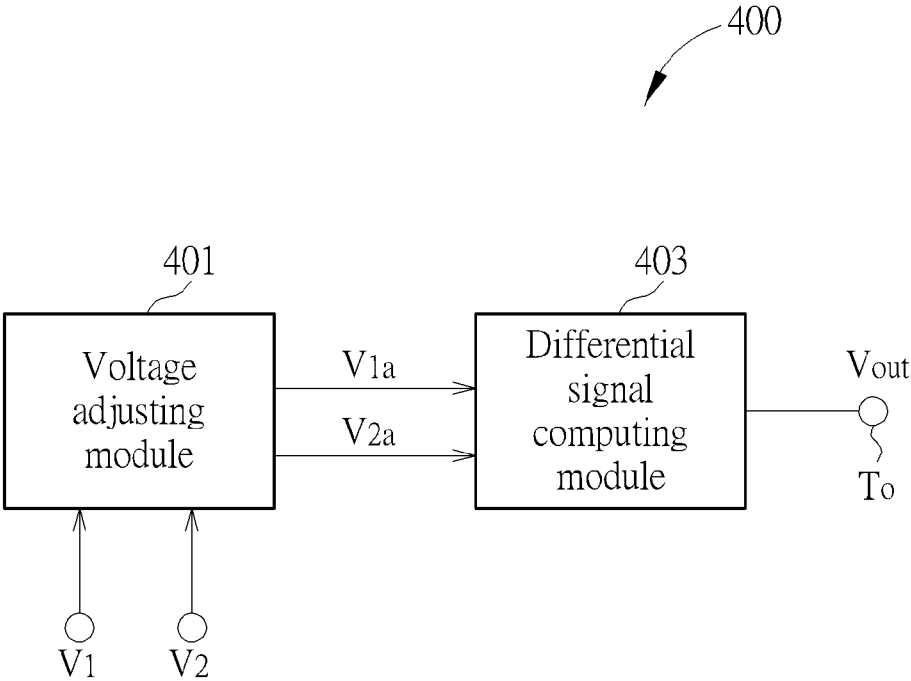 400
401
403
Voltage
adjusting
module
V1a
V2a
Differential
signal
computing
module
Vout
To
V1
V2